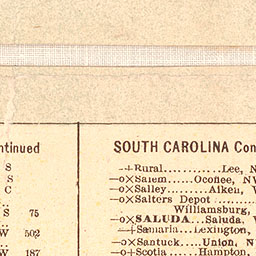 ntinued
S
S
C
S 75
W 502
W 187
SOUTH CAROLINA Con
—+Rural......Lee, N
—o×Salem......Oconee, NW
—o×Salley........Aiken, W
—o×Salters Depot ........
Williamsburg,
—o×SALUDA...Saluda, W
—+Samaria...Lexington,
—o×Santuck....Union, NW
—o+Scotia.....Hampton